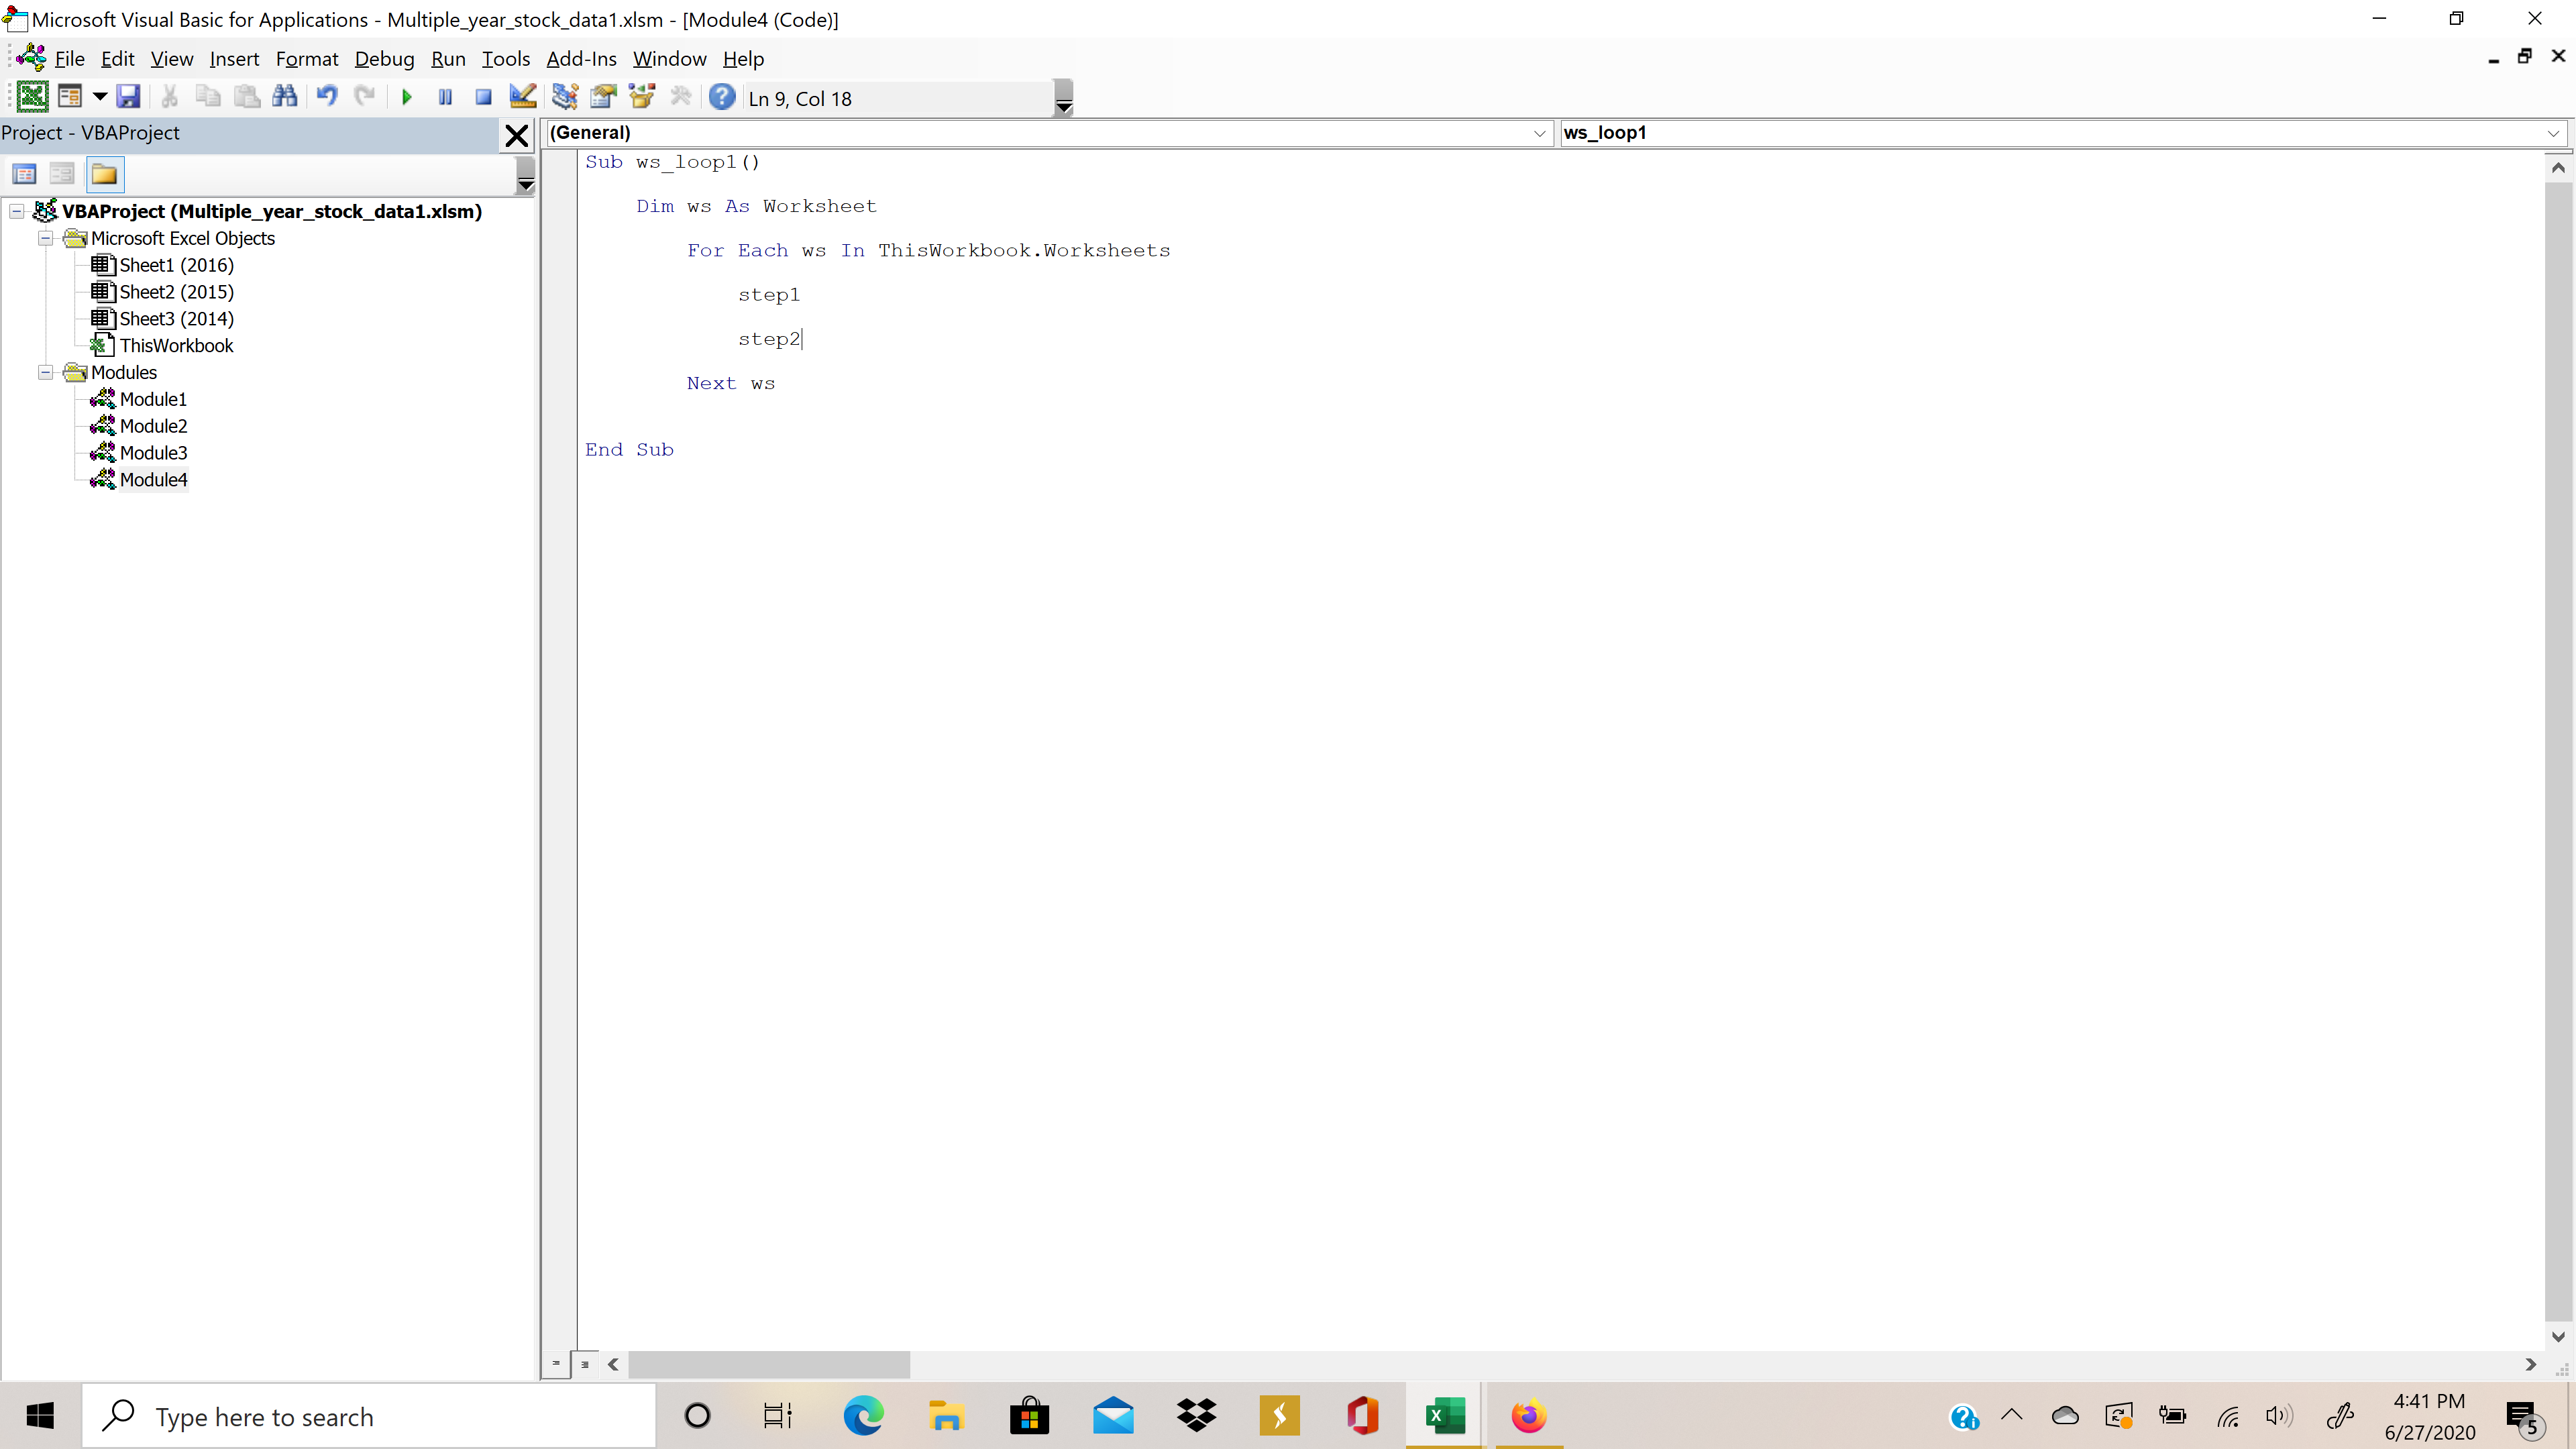 Microsoft Visual Basic for Applications - Multiple_year_stock_data1.xlsm - [Module4 (Code)]
File Edit View Insert Format Debug Run Tools Add-Ins Window Help
Ln 9, Col 18
Project - VBAProject
(General)
ws_loop1
VBAProject (Multiple_year_stock_data1.xlsm)
Microsoft Excel Objects
Sheet1 (2016)
Sheet2 (2015)
Sheet3 (2014)
ThisWorkbook
Modules
Module1
Module2
Module3
Module4
Sub ws_loop1()
Dim ws As Worksheet
For Each ws In ThisWorkbook.Worksheets
step1
step2
Next ws
End Sub
Type here to search
4:41 PM
6/27/2020
5